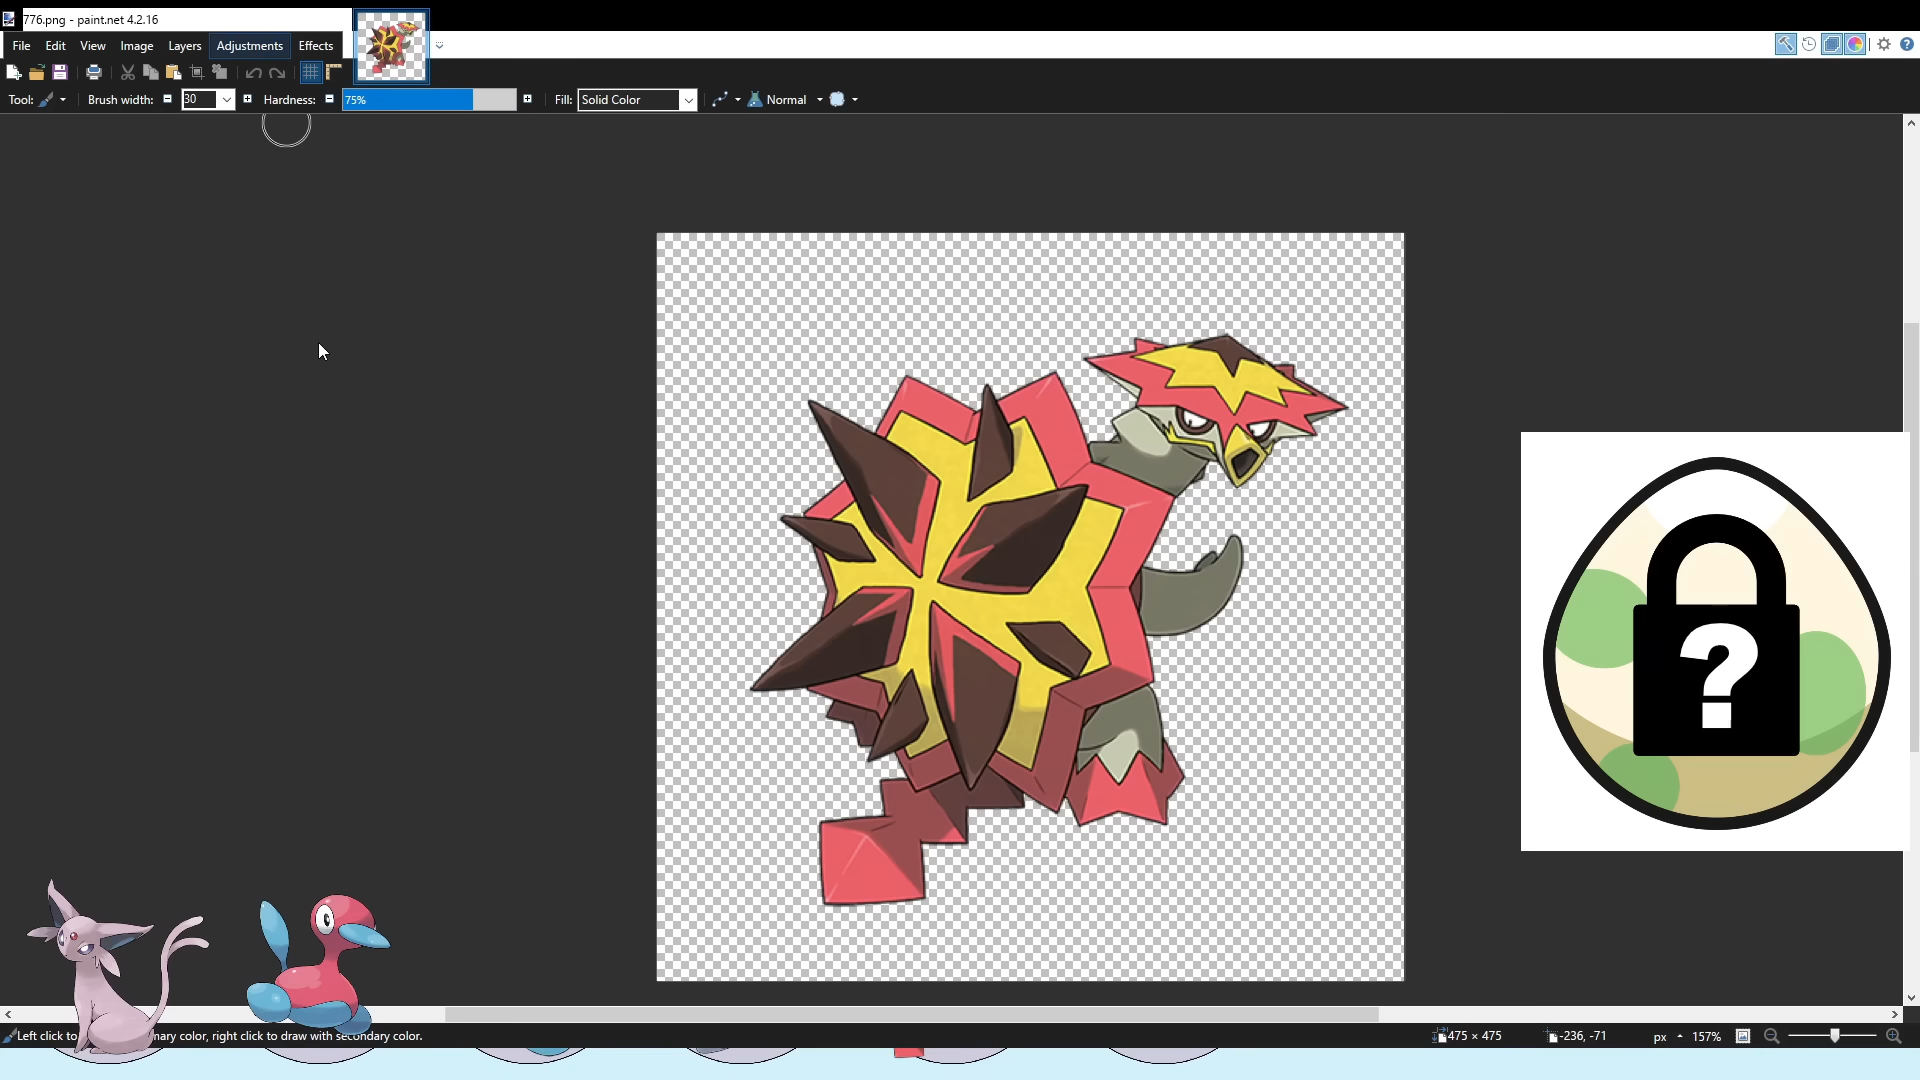 776.png - paint.net 4.2.16
File Edit View Image Layers Adjustments Effects
Tool: Brush width: 30 Hardness: 75% Fill: Solid Color Normal
?
Left click to mary color, right click to draw with secondary color.
475 × 475 -236, -71 px 157%